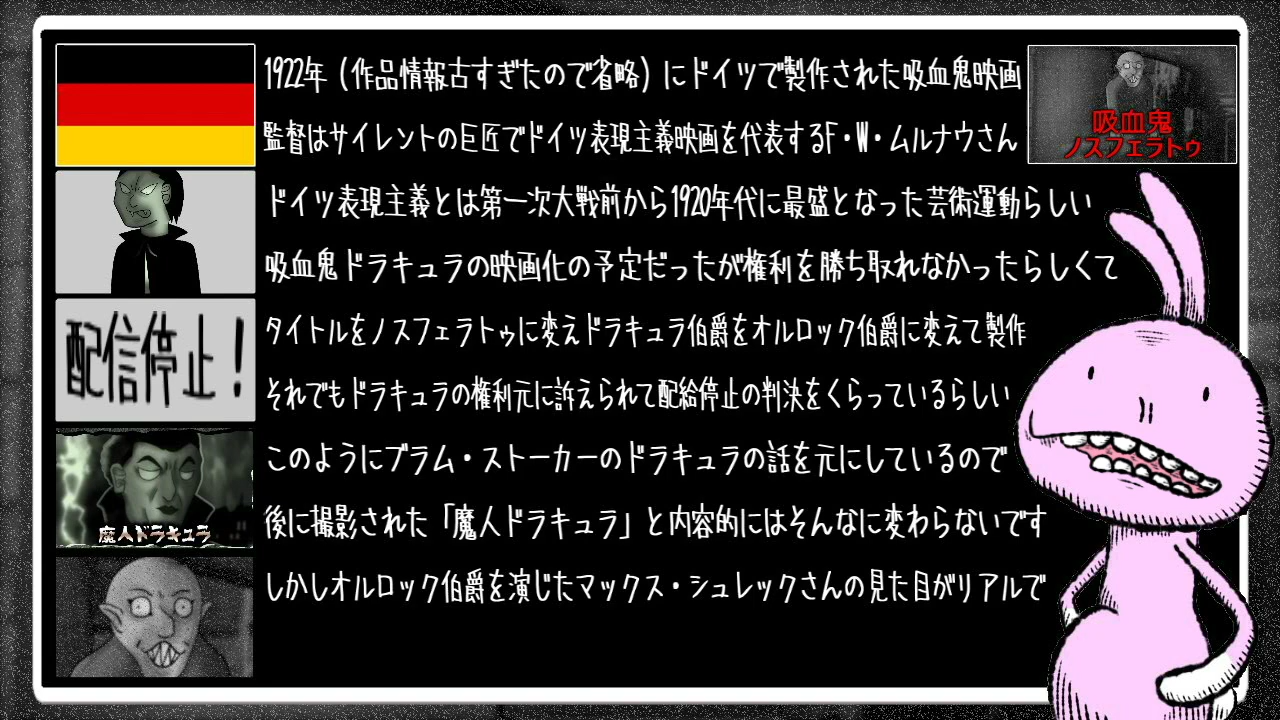 1922年（作品情報古すぎたので省略）にドイツで製作された吸血鬼映画
吸血鬼
ノスフェラトゥ
監督はサイレントの巨匠でドイツ表現主義映画を代表するF・W・ムルナウさん
ドイツ表現主義とは第一次大戦前から1920年代に最盛となった芸術運動らしい
吸血鬼ドラキュラの映画化の予定だったが権利を勝ち取れなかったらしくて
配信停止！
タイトルをノスフェラトゥに変えドラキュラ伯爵をオルロック伯爵に変えて製作
それでもドラキュラの権利元に訴えられて配給停止の判決をくらっているらしい
このようにブラム・ストーカーのドラキュラの話を元にしているので
魔人ドラキュラ
後に撮影された「魔人ドラキュラ」と内容的にはそんなに変わらないです
しかしオルロック伯爵を演じたマックス・シュレックさんの見た目がリアルで